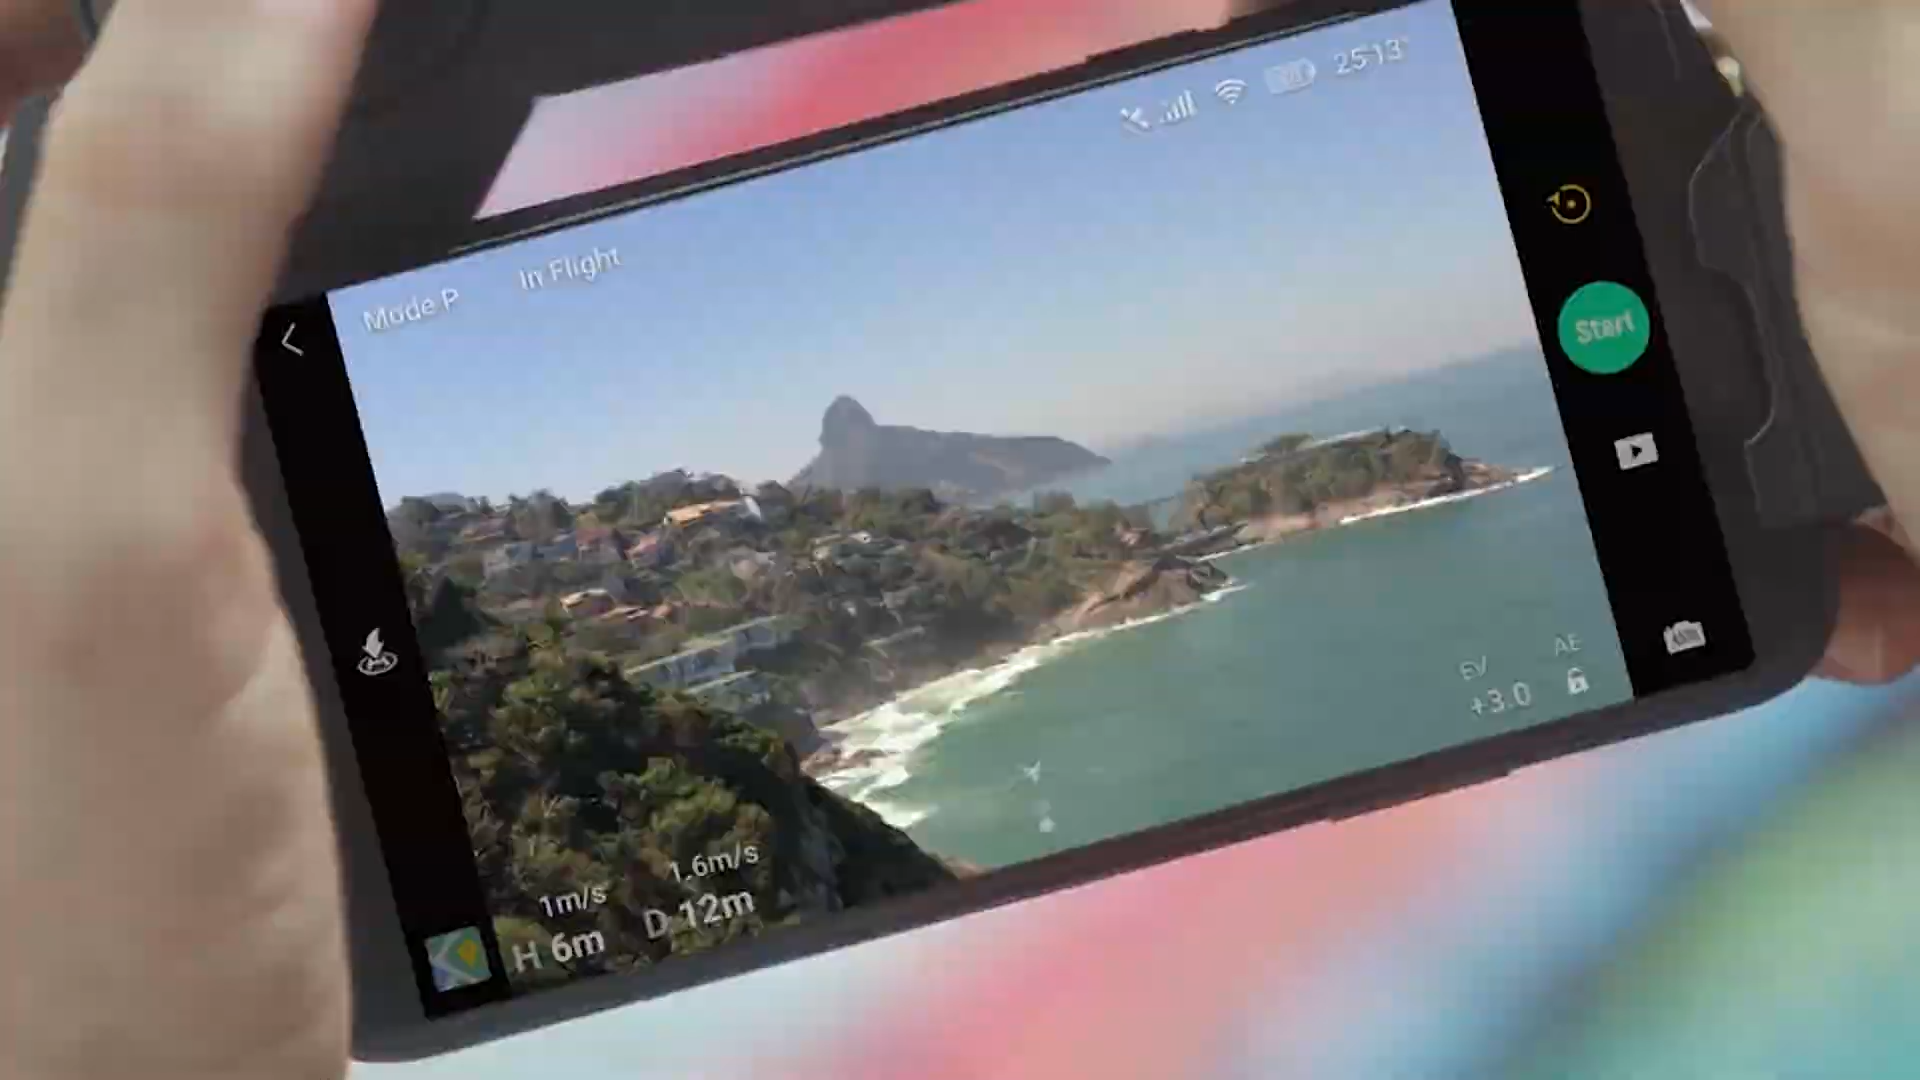 25'13"
Mode P In Flight
Start
EV AE
+3.0
1m/s 1.6m/s
H 6m D 12m